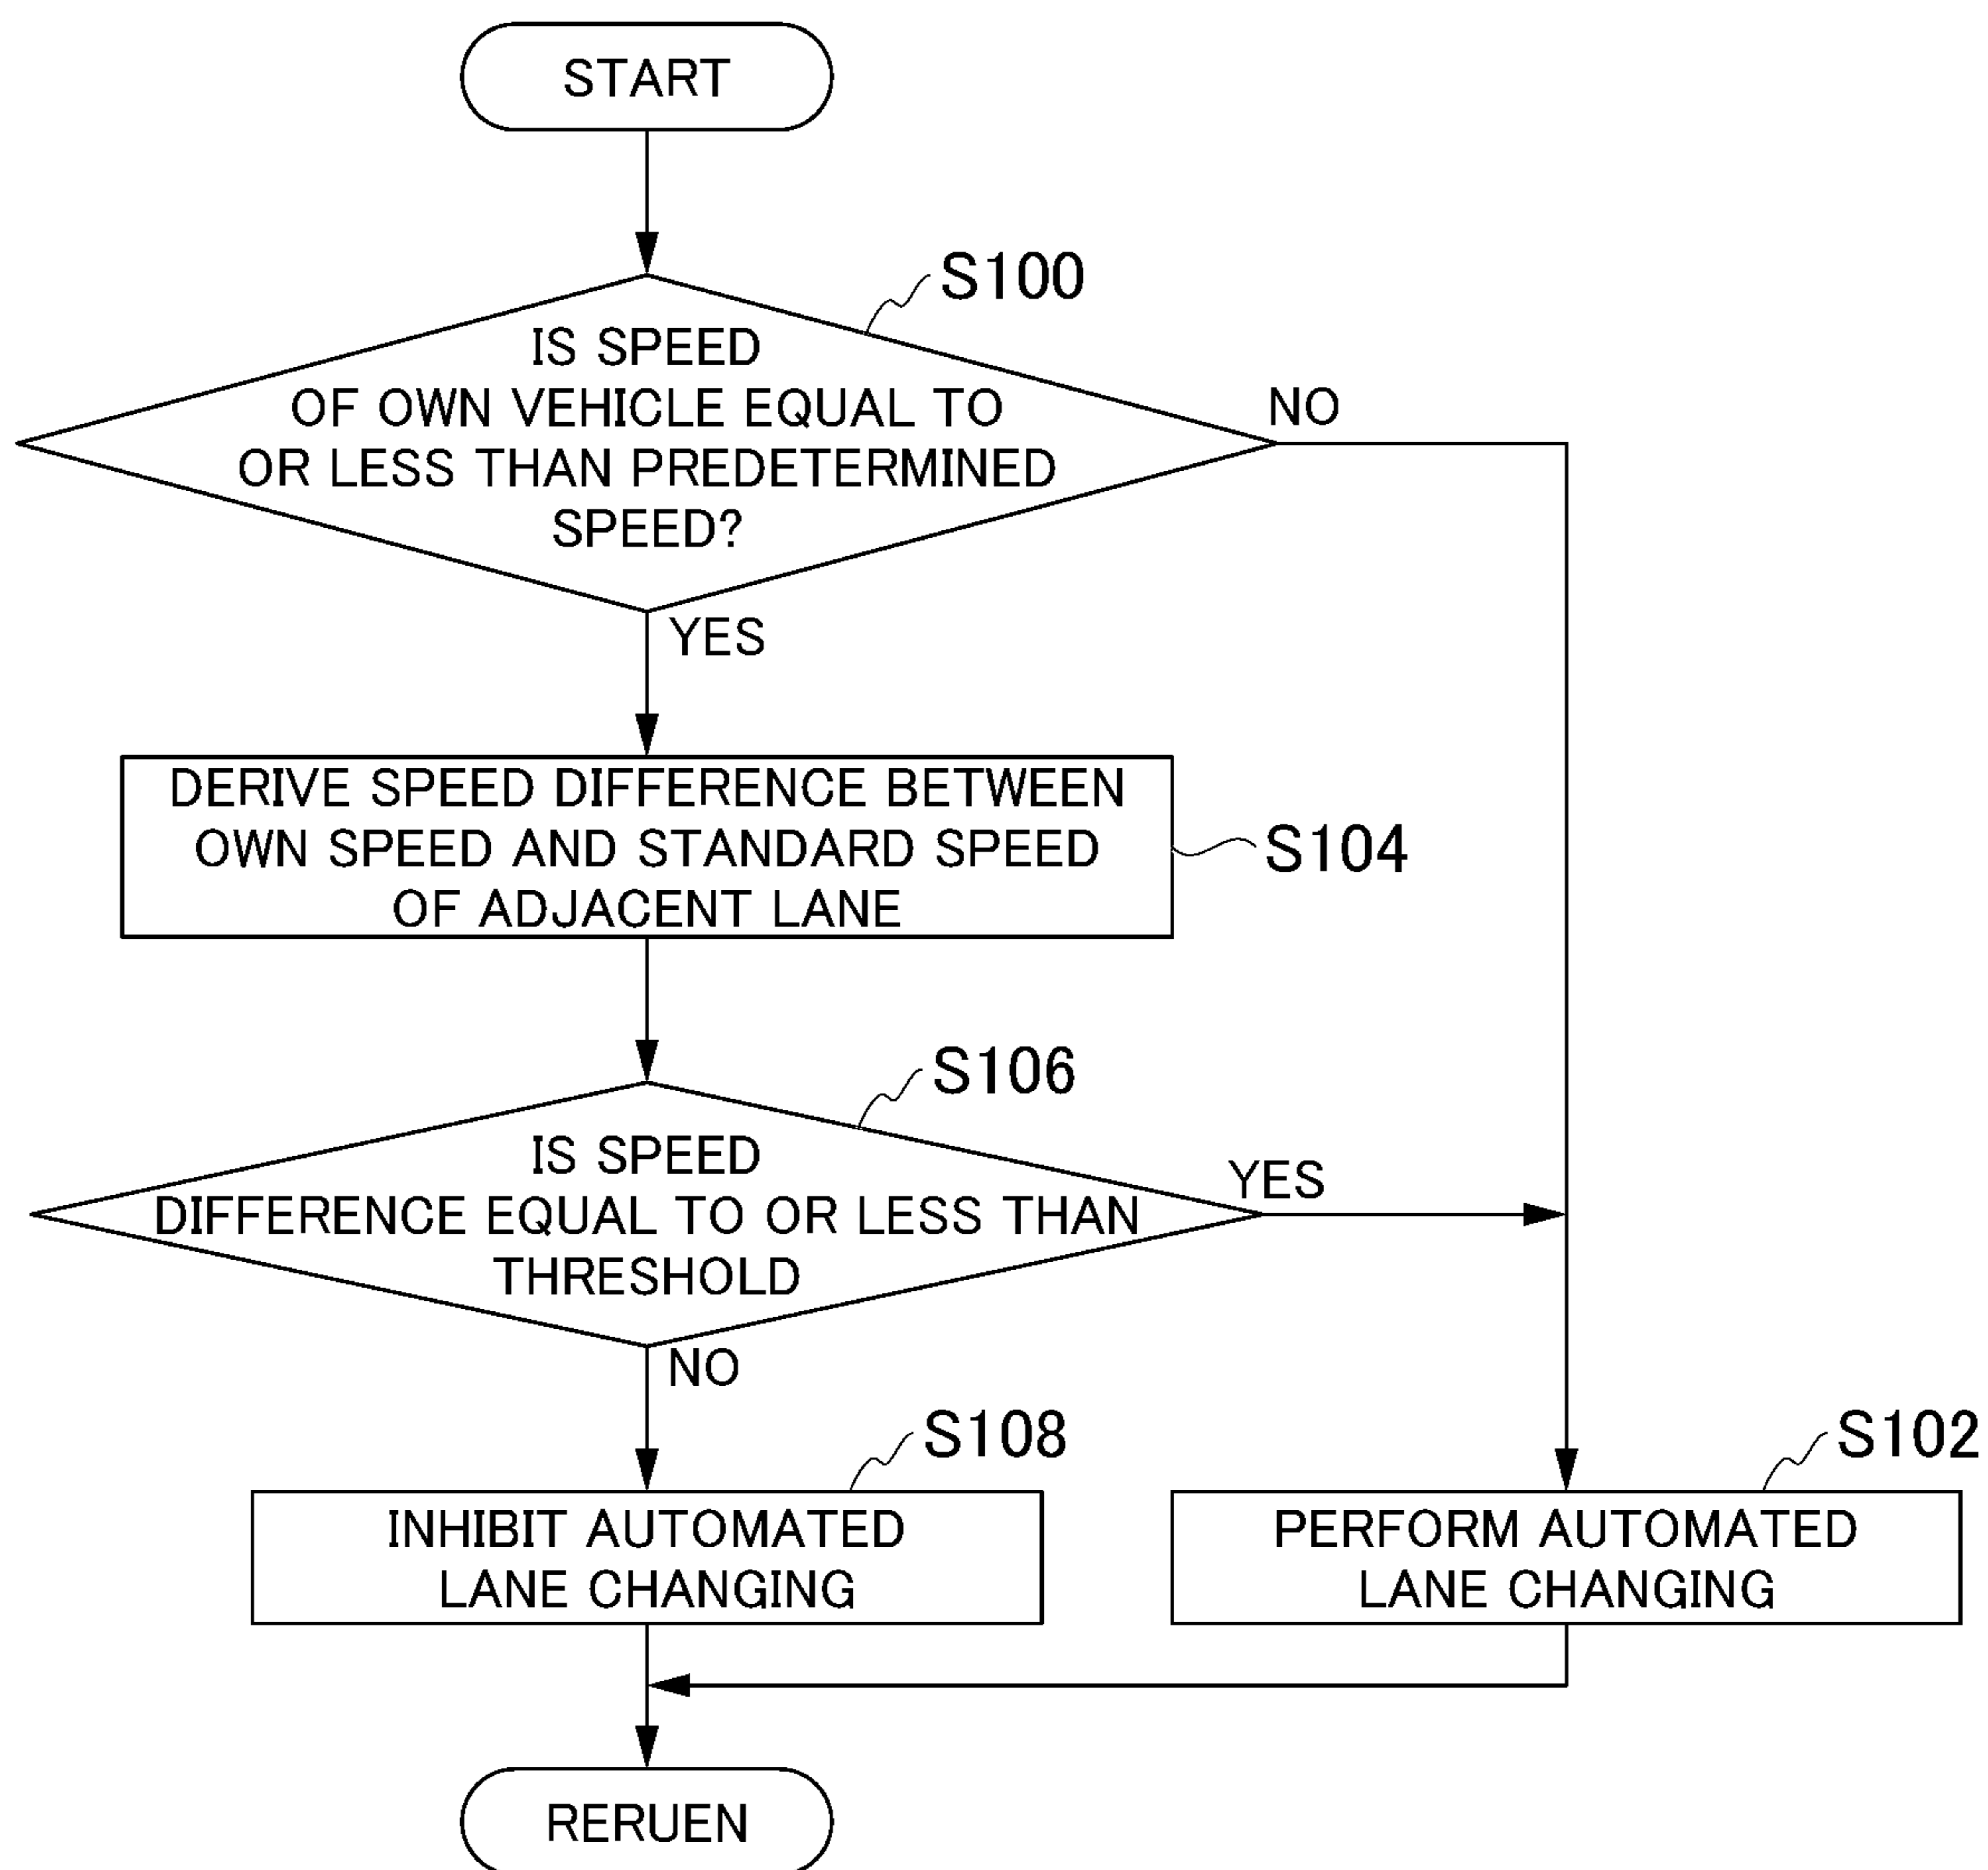 START
S100
IS SPEED
OF OWN VEHICLE EQUAL TO
OR LESS THAN PREDETERMINED
SPEED?
NO
YES
DERIVE SPEED DIFFERENCE BETWEEN
OWN SPEED AND STANDARD SPEED
OF ADJACENT LANE
S104
S106
IS SPEED
DIFFERENCE EQUAL TO OR LESS THAN
THRESHOLD
YES
NO
S108
INHIBIT AUTOMATED
LANE CHANGING
S102
PERFORM AUTOMATED
LANE CHANGING
RERUEN